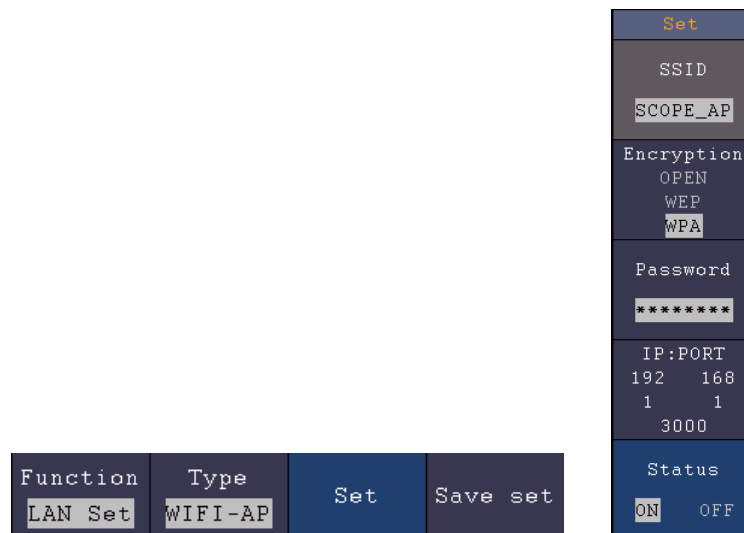 Set
SSID
SCOPE_AP
Encryption
OPEN
WEP
WPA
Password
********
IP:PORT
192 168
1 1
3000
Status
ON OFF
Function Type Set Save set
LAN Set WIFI-AP